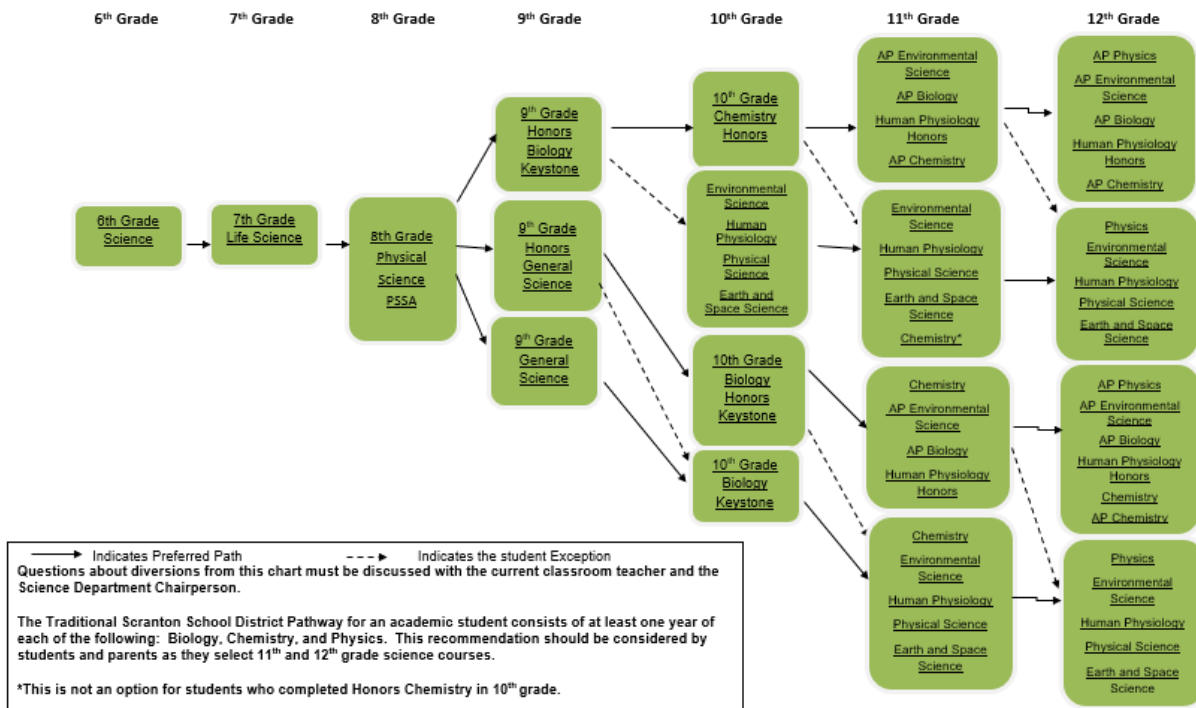 6th Grade
7th Grade
8th Grade
9th Grade
10th Grade
11th Grade
12th Grade
6th Grade
Science
7th Grade
Life Science
8th Grade
Physical
Science
PSSA
9th Grade
Honors
Biology
Keystone
9th Grade
Honors
General
Science
9th Grade
General
Science
10th Grade
Chemistry
Honors
Environmental
Science
Human
Physiology
Physical
Science
Earth and
Space Science
10th Grade
Biology
Honors
Keystone
10th Grade
Biology
Keystone
AP Environmental
Science
AP Biology
Human Physiology
Honors
AP Chemistry
Environmental
Science
Human Physiology
Physical Science
Earth and Space
Science
Chemistry*
Chemistry
AP Environmental
Science
AP Biology
Human Physiology
Honors
Chemistry
Environmental
Science
Human Physiology
Physical Science
Earth and Space
Science
AP Physics
AP Environmental
Science
AP Biology
Human Physiology
Honors
AP Chemistry
Physics
Environmental
Science
Human Physiology
Physical Science
Earth and Space
Science
AP Physics
AP Environmental
Science
AP Biology
Human Physiology
Honors
Chemistry
AP Chemistry
Physics
Environmental
Science
Human Physiology
Physical Science
Earth and Space
Science
Indicates Preferred Path
Indicates the student Exception
Questions about diversions from this chart must be discussed with the current classroom teacher and the
Science Department Chairperson.
The Traditional Scranton School District Pathway for an academic student consists of at least one year of
each of the following: Biology, Chemistry, and Physics. This recommendation should be considered by
students and parents as they select 11th and 12th grade science courses.
*This is not an option for students who completed Honors Chemistry in 10th grade.